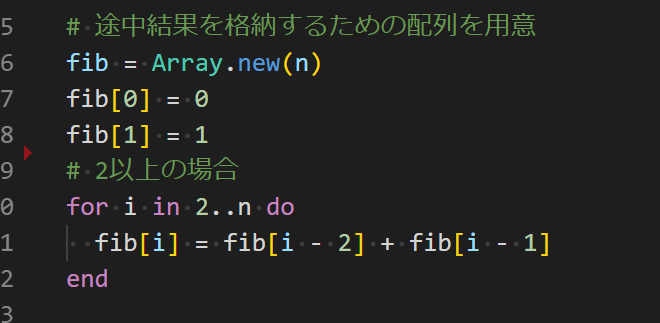 5 # 途中結果を格納するための配列を用意
6 fib = Array.new(n)
7 fib[0] = 0
8 fib[1] = 1
9 # 2以上の場合
0 for i in 2..n do
1   fib[i] = fib[i - 2] + fib[i - 1]
2 end
3